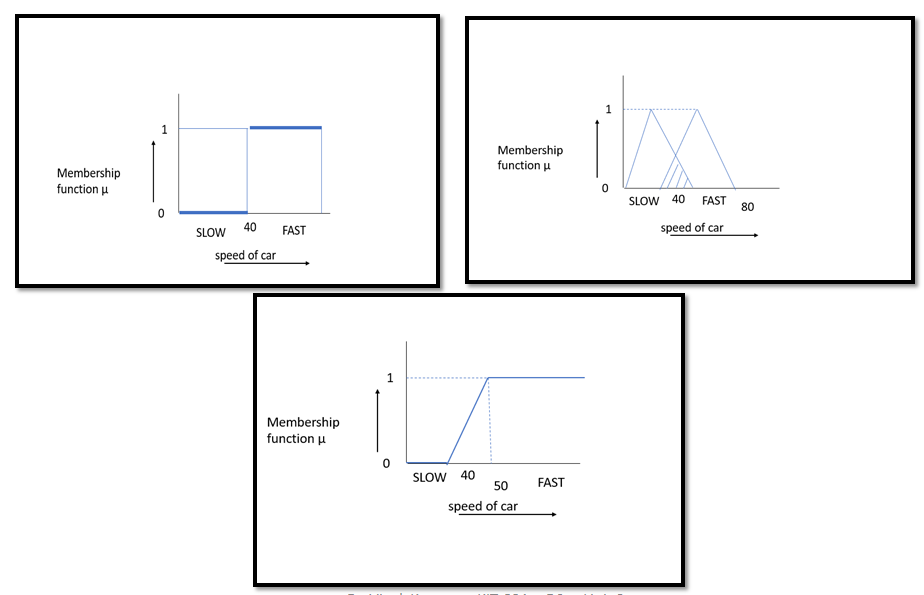 1
Membership
function µ
0
SLOW 40 FAST
speed of car
1
Membership
function µ
0
SLOW 40 FAST 80
speed of car
1
Membership
function µ
0
SLOW 40 50 FAST
speed of car